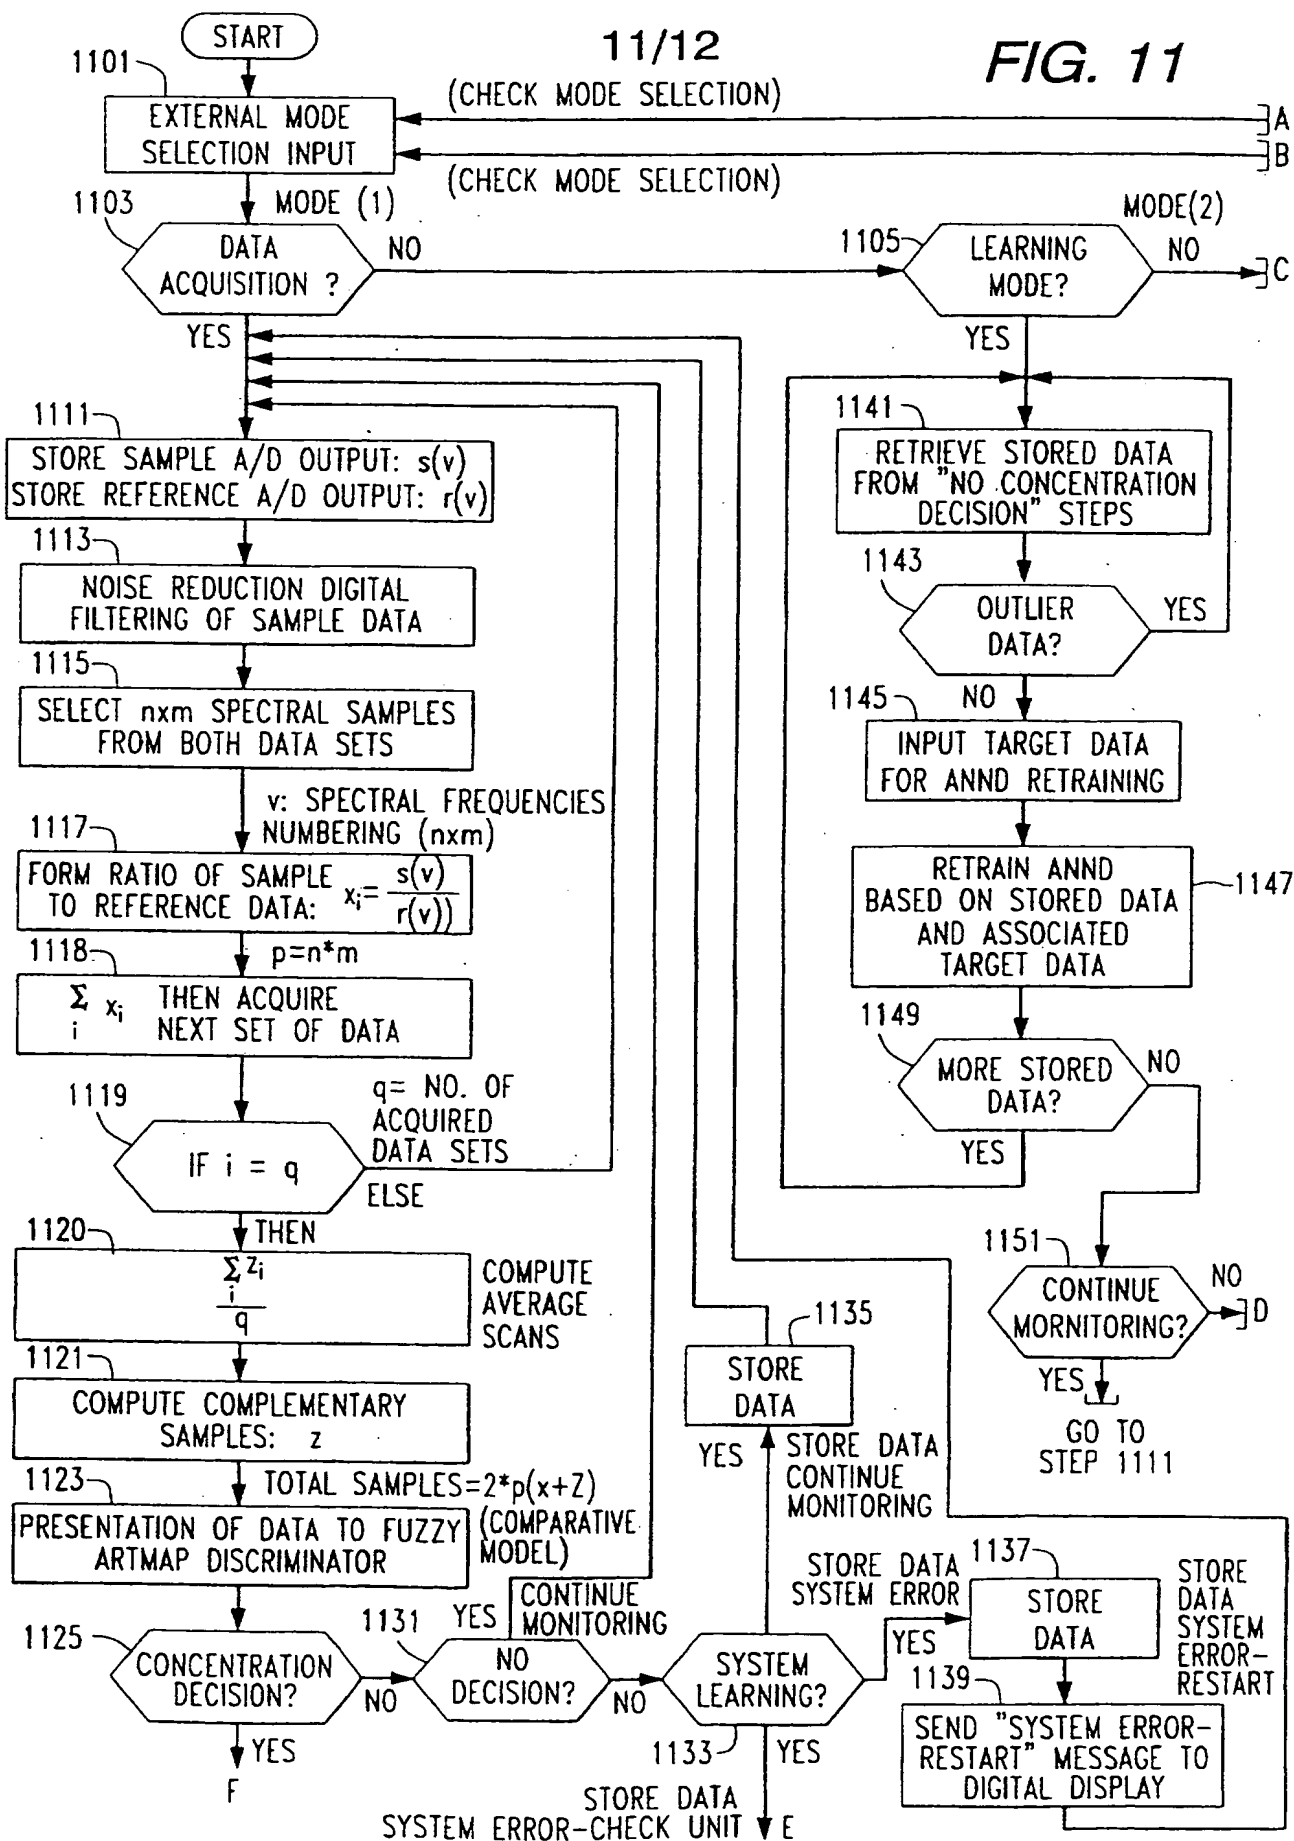 START
11/12
FIG. 11
1101
EXTERNAL MODE
SELECTION INPUT
(CHECK MODE SELECTION)
A
B
(CHECK MODE SELECTION)
MODE (1)
1103
DATA
ACQUISITION ?
NO
YES
MODE(2)
1105
LEARNING
MODE?
NO
C
YES
1111
STORE SAMPLE A/D OUTPUT: s(v)
STORE REFERENCE A/D OUTPUT: r(v)
1113
NOISE REDUCTION DIGITAL
FILTERING OF SAMPLE DATA
1115
SELECT nxm SPECTRAL SAMPLES
FROM BOTH DATA SETS
v: SPECTRAL FREQUENCIES
NUMBERING (nxm)
1117
FORM RATIO OF SAMPLE
TO REFERENCE DATA:
xi= s(v)
r(v))
p=n*m
1118
Σ xi THEN ACQUIRE
i NEXT SET OF DATA
1119
IF i = q
q= NO. OF
ACQUIRED
DATA SETS
ELSE
THEN
1120
Σ zi
i
q
COMPUTE
AVERAGE
SCANS
1121
COMPUTE COMPLEMENTARY
SAMPLES: z
TOTAL SAMPLES=2*p(x+Z)
1123
PRESENTATION OF DATA TO FUZZY
ARTMAP DISCRIMINATOR
(COMPARATIVE
MODEL)
1125
CONCENTRATION
DECISION?
NO
YES
F
1131
NO
DECISION?
YES
CONTINUE
MONITORING
NO
1133
SYSTEM
LEARNING?
YES
STORE DATA
CONTINUE
MONITORING
1135
STORE
DATA
YES
STORE DATA
SYSTEM ERROR-CHECK UNIT
E
YES
STORE DATA
SYSTEM ERROR
1137
STORE
DATA
STORE
DATA
SYSTEM
ERROR-
RESTART
1139
SEND "SYSTEM ERROR-
RESTART" MESSAGE TO
DIGITAL DISPLAY
1141
RETRIEVE STORED DATA
FROM "NO CONCENTRATION
DECISION" STEPS
1143
OUTLIER
DATA?
YES
NO
1145
INPUT TARGET DATA
FOR ANND RETRAINING
1147
RETRAIN ANND
BASED ON STORED DATA
AND ASSOCIATED
TARGET DATA
1149
MORE STORED
DATA?
NO
YES
1151
CONTINUE
MORNITORING?
NO
D
YES
GO TO
STEP 1111